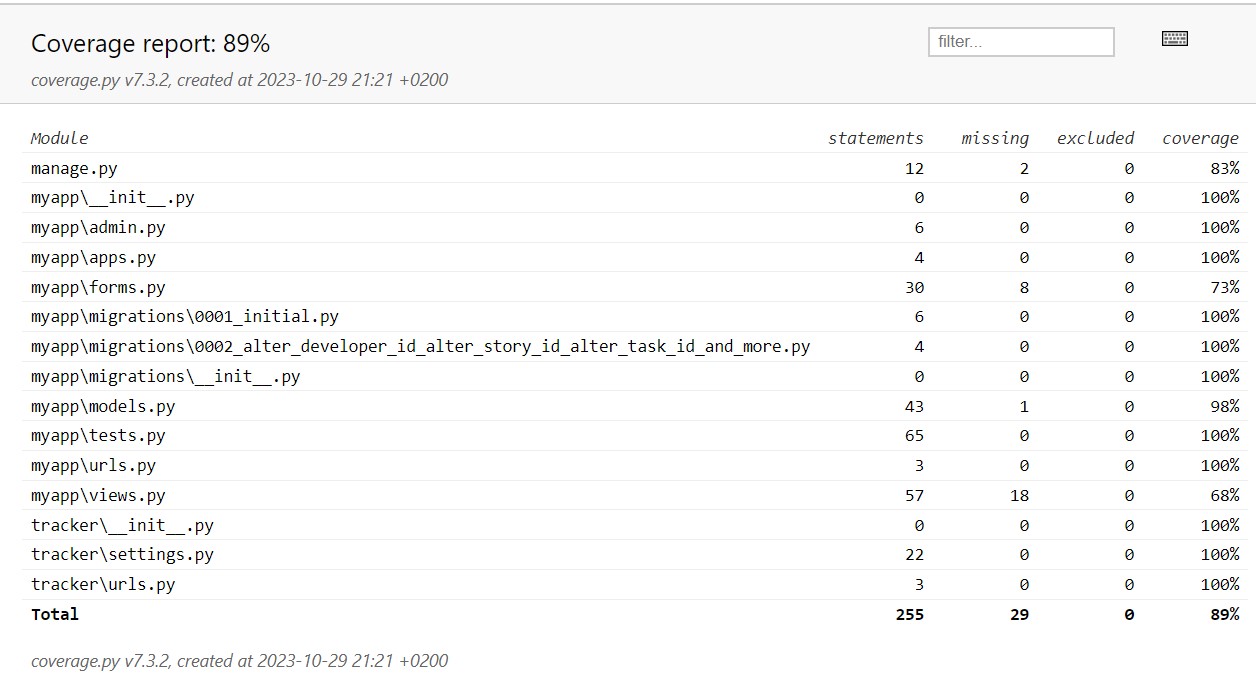 Coverage report: 89%
filter...
coverage.py v7.3.2, created at 2023-10-29 21:21 +0200
Module statements missing excluded coverage
manage.py 12 2 0 83%
myapp\__init__.py 0 0 0 100%
myapp\admin.py 6 0 0 100%
myapp\apps.py 4 0 0 100%
myapp\forms.py 30 8 0 73%
myapp\migrations\0001_initial.py 6 0 0 100%
myapp\migrations\0002_alter_developer_id_alter_story_id_alter_task_id_and_more.py 4 0 0 100%
myapp\migrations\__init__.py 0 0 0 100%
myapp\models.py 43 1 0 98%
myapp\tests.py 65 0 0 100%
myapp\urls.py 3 0 0 100%
myapp\views.py 57 18 0 68%
tracker\__init__.py 0 0 0 100%
tracker\settings.py 22 0 0 100%
tracker\urls.py 3 0 0 100%
Total 255 29 0 89%
coverage.py v7.3.2, created at 2023-10-29 21:21 +0200